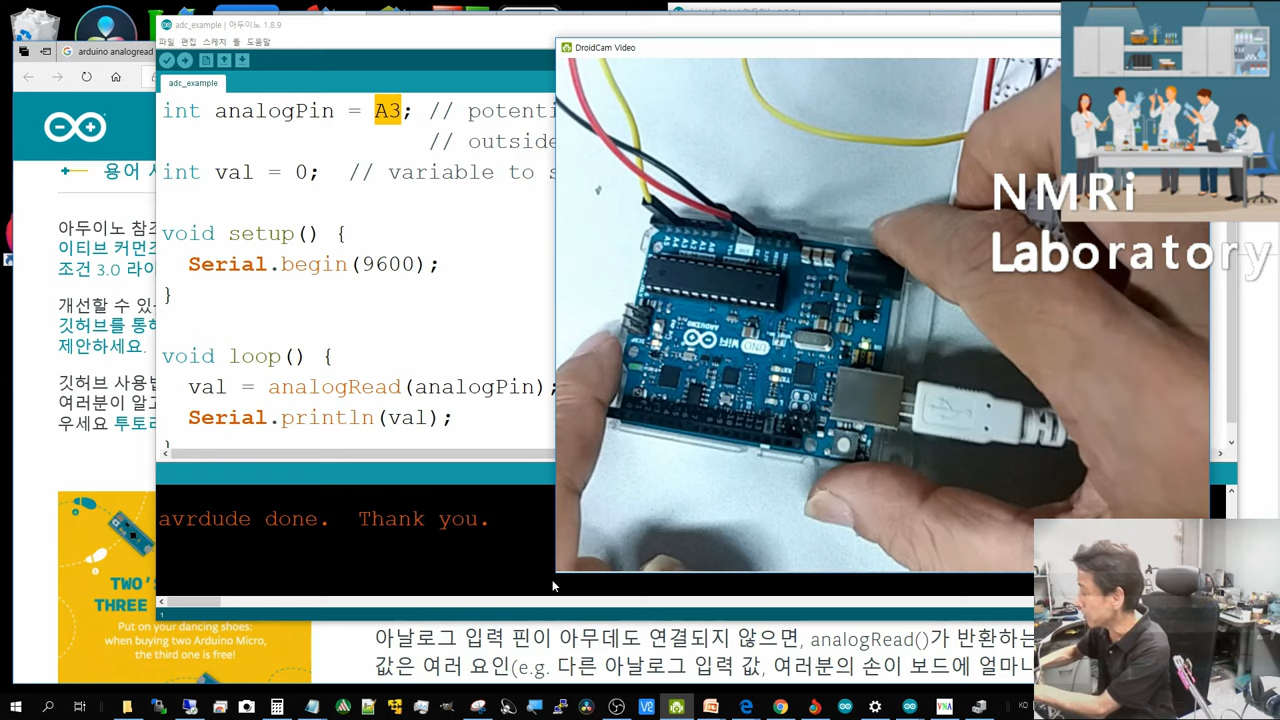 arduino analogread
adc_example | 아두이노 1.8.9
파일 편집 스케치 툴 도움말
adc_example
int analogPin = A3; // potenti
// outside
int val = 0; // variable to s
void setup() {
Serial.begin(9600);
}
void loop() {
val = analogRead(analogPin);
Serial.println(val);
}
avrdude done. Thank you.
1
DroidCam Video
ARDUINO
WiFi
UNO
NMRi
Laboratory
용어 사
아두이노 참조
이티브 커먼즈
조건 3.0 라이
개선할 수 있
깃허브를 통해
제안하세요.
깃허브 사용법
여러분이 알고
우세요 투토리
TWO'S
THREE
Put on your dancing shoes:
when buying two Arduino Micro,
the third one is free!
아날로그 입력 핀이 아무데도 연결되지 않으면, analogRead()가 반환하는
값은 여러 요인(e.g. 다른 아날로그 입력 값, 여러분의 손이 보드에 얼마나
VNA